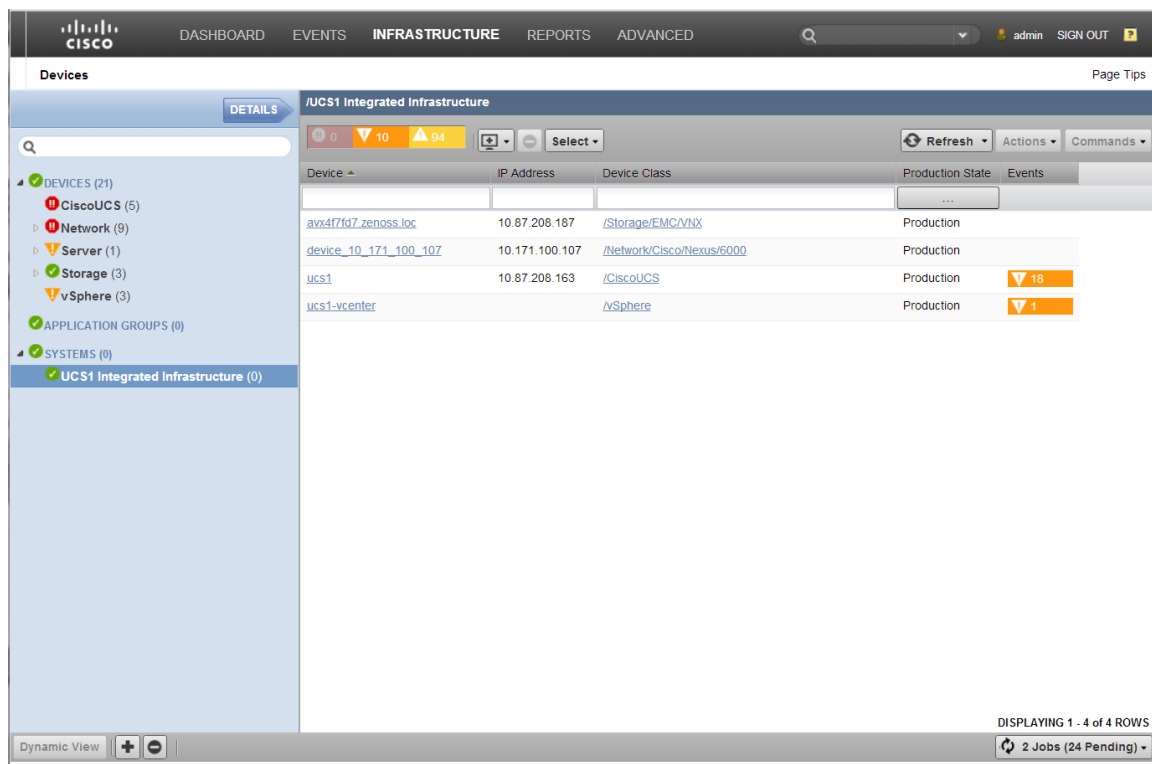 CISCO DASHBOARD EVENTS INFRASTRUCTURE REPORTS ADVANCED admin SIGN OUT ?
Devices Page Tips
DETAILS
/UCS1 Integrated Infrastructure
0 10 94 Select Refresh Actions Commands
Device IP Address Device Class Production State Events
...
avx4f7fd7.zenoss.loc 10.87.208.187 /Storage/EMC/VNX Production
device_10_171_100_107 10.171.100.107 /Network/Cisco/Nexus/6000 Production
ucs1 10.87.208.163 /CiscoUCS Production 18
ucs1-vcenter /vSphere Production 1
DEVICES (21)
CiscoUCS (5)
Network (9)
Server (1)
Storage (3)
vSphere (3)
APPLICATION GROUPS (0)
SYSTEMS (0)
UCS1 Integrated Infrastructure (0)
DISPLAYING 1 - 4 of 4 ROWS
Dynamic View 2 Jobs (24 Pending)